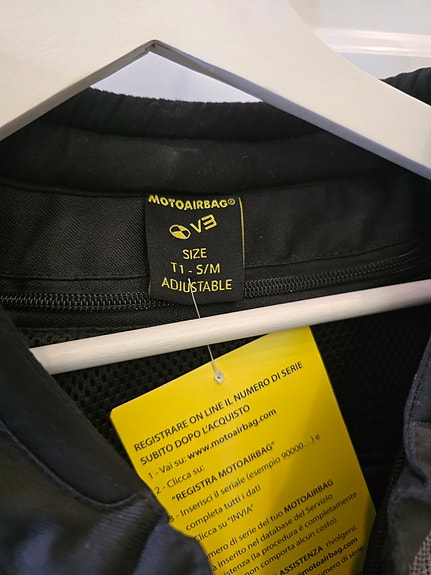 MOTOAIRBAG®
V3
SIZE
T1 - S/M
ADJUSTABLE
REGISTRARE ON LINE IL NUMERO DI SERIE
SUBITO DOPO L'ACQUISTO
1 - Vai su: www.motoairbag.com
2 - Clicca su:
"REGISTRA MOTOAIRBAG"
3 - Inserisci il seriale (esempio 90000....) e
completa tutti i dati
Clicca su "INVIA"
numero di serie del tuo MOTOAIRBAG
inserito nel database del Servizio
(la procedura è completamente
non comporta alcun costo).
ASSISTENZA rivolgersi
motoairbag.com